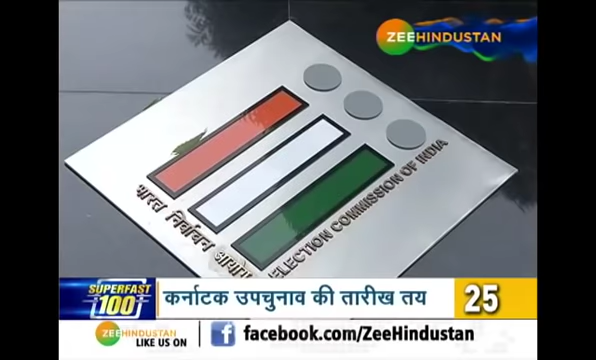 ZEEHINDUSTAN
भारत निर्वाचन आयोग
ELECTION COMMISSION OF INDIA
SUPERFAST
100
कर्नाटक उपचुनाव की तारीख तय
25
ZEEHINDUSTAN
LIKE US ON
f
facebook.com/ZeeHindustan